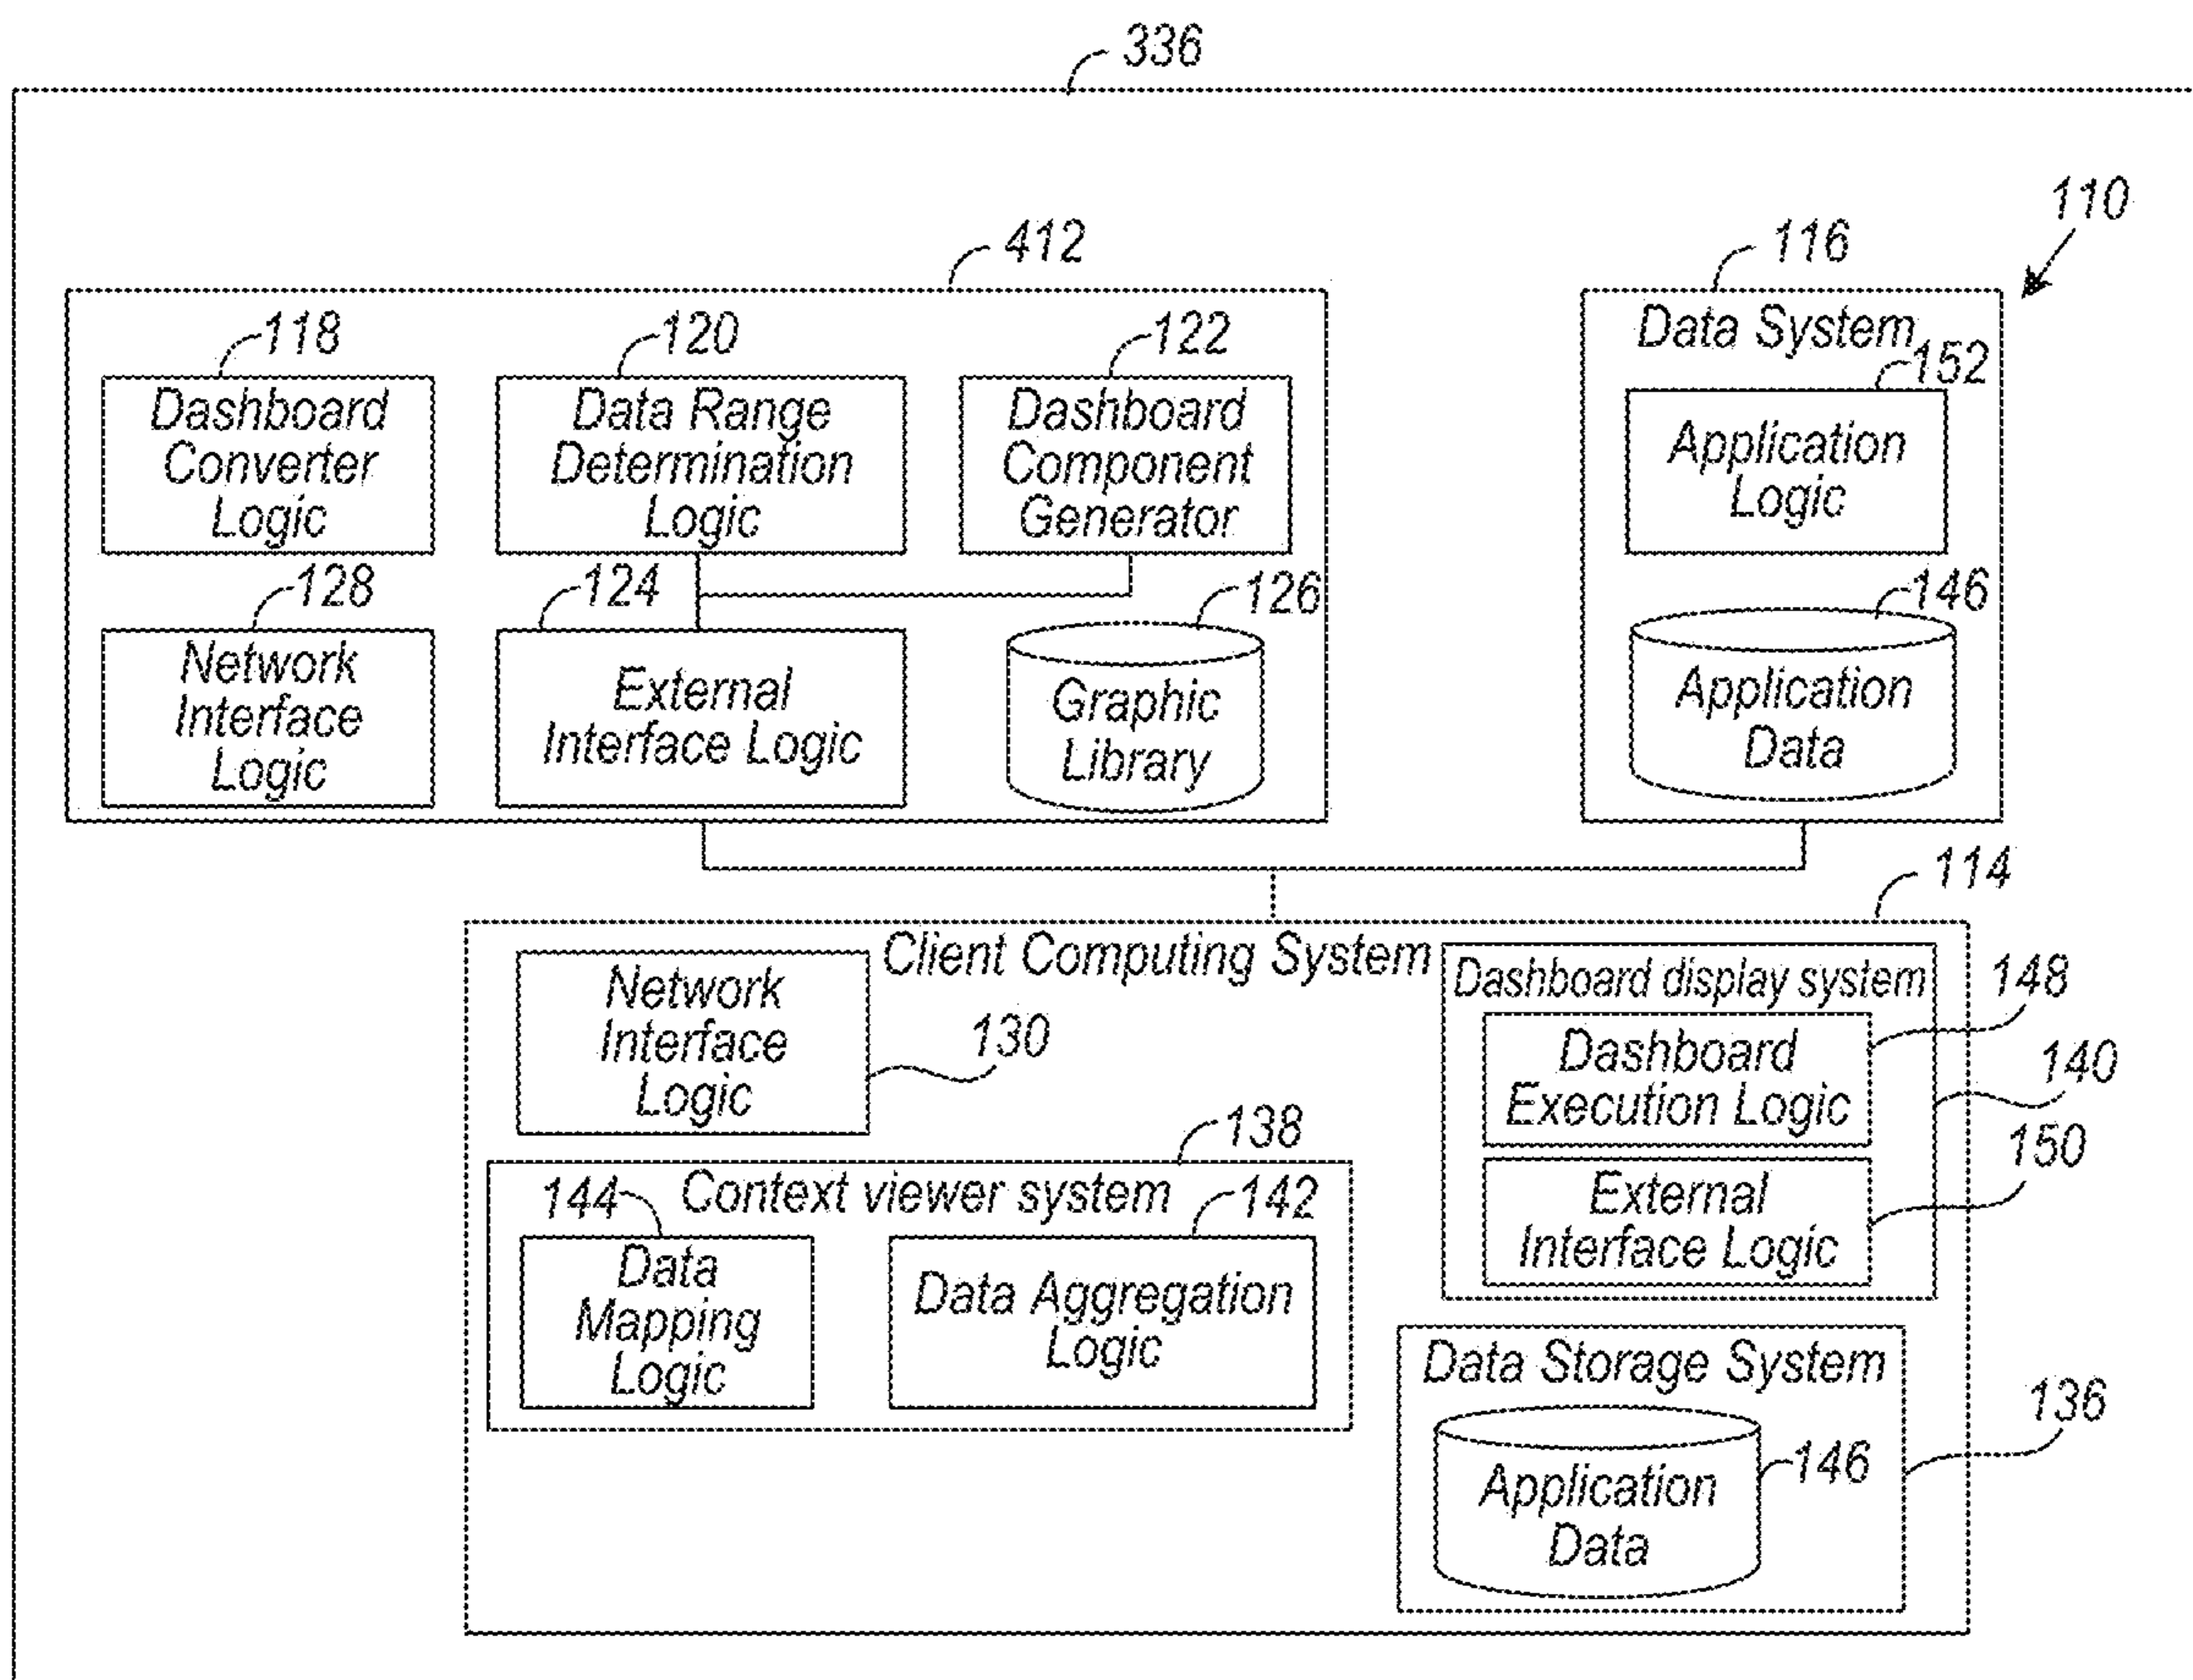 336
110
412
116
118
120
122
Data System
152
Dashboard
Converter
Logic
Data Range
Determination
Logic
Dashboard
Component
Generator
Application
Logic
128
124
126
146
Network
Interface
Logic
External
Interface Logic
Graphic
Library
Application
Data
114
Client Computing System
Network
Interface
Logic
130
Dashboard display system
148
Dashboard
Execution Logic
140
External
Interface Logic
150
138
Context viewer system
144
142
Data
Mapping
Logic
Data Aggregation
Logic
Data Storage System
136
Application
Data
146